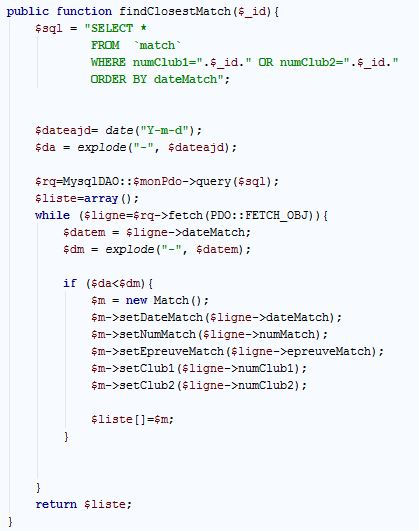 public function findClosestMatch($_id){
$sql = "SELECT *
FROM `match`
WHERE numClub1=".$_id." OR numClub2=".$_id."
ORDER BY dateMatch";
$dateajd= date("Y-m-d");
$da = explode("-", $dateajd);
$rq=MysqlDAO::$monPdo->query($sql);
$liste=array();
while ($ligne=$rq->fetch(PDO::FETCH_OBJ)){
$datem = $ligne->dateMatch;
$dm = explode("-", $datem);
if ($da<$dm){
$m = new Match();
$m->setDateMatch($ligne->dateMatch);
$m->setNumMatch($ligne->numMatch);
$m->setEpreuveMatch($ligne->epreuveMatch);
$m->setClub1($ligne->numClub1);
$m->setClub2($ligne->numClub2);
$liste[]=$m;
}
}
return $liste;
}